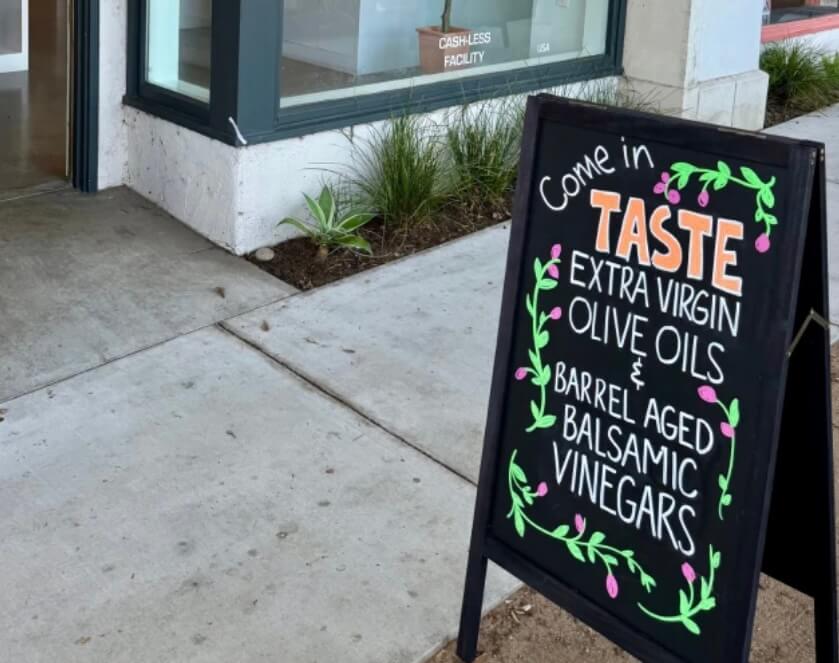 CASH-LESS
FACILITY
USA
Come in
TASTE
EXTRA VIRGIN
OLIVE OILS
&
BARREL AGED
BALSAMIC
VINEGARS